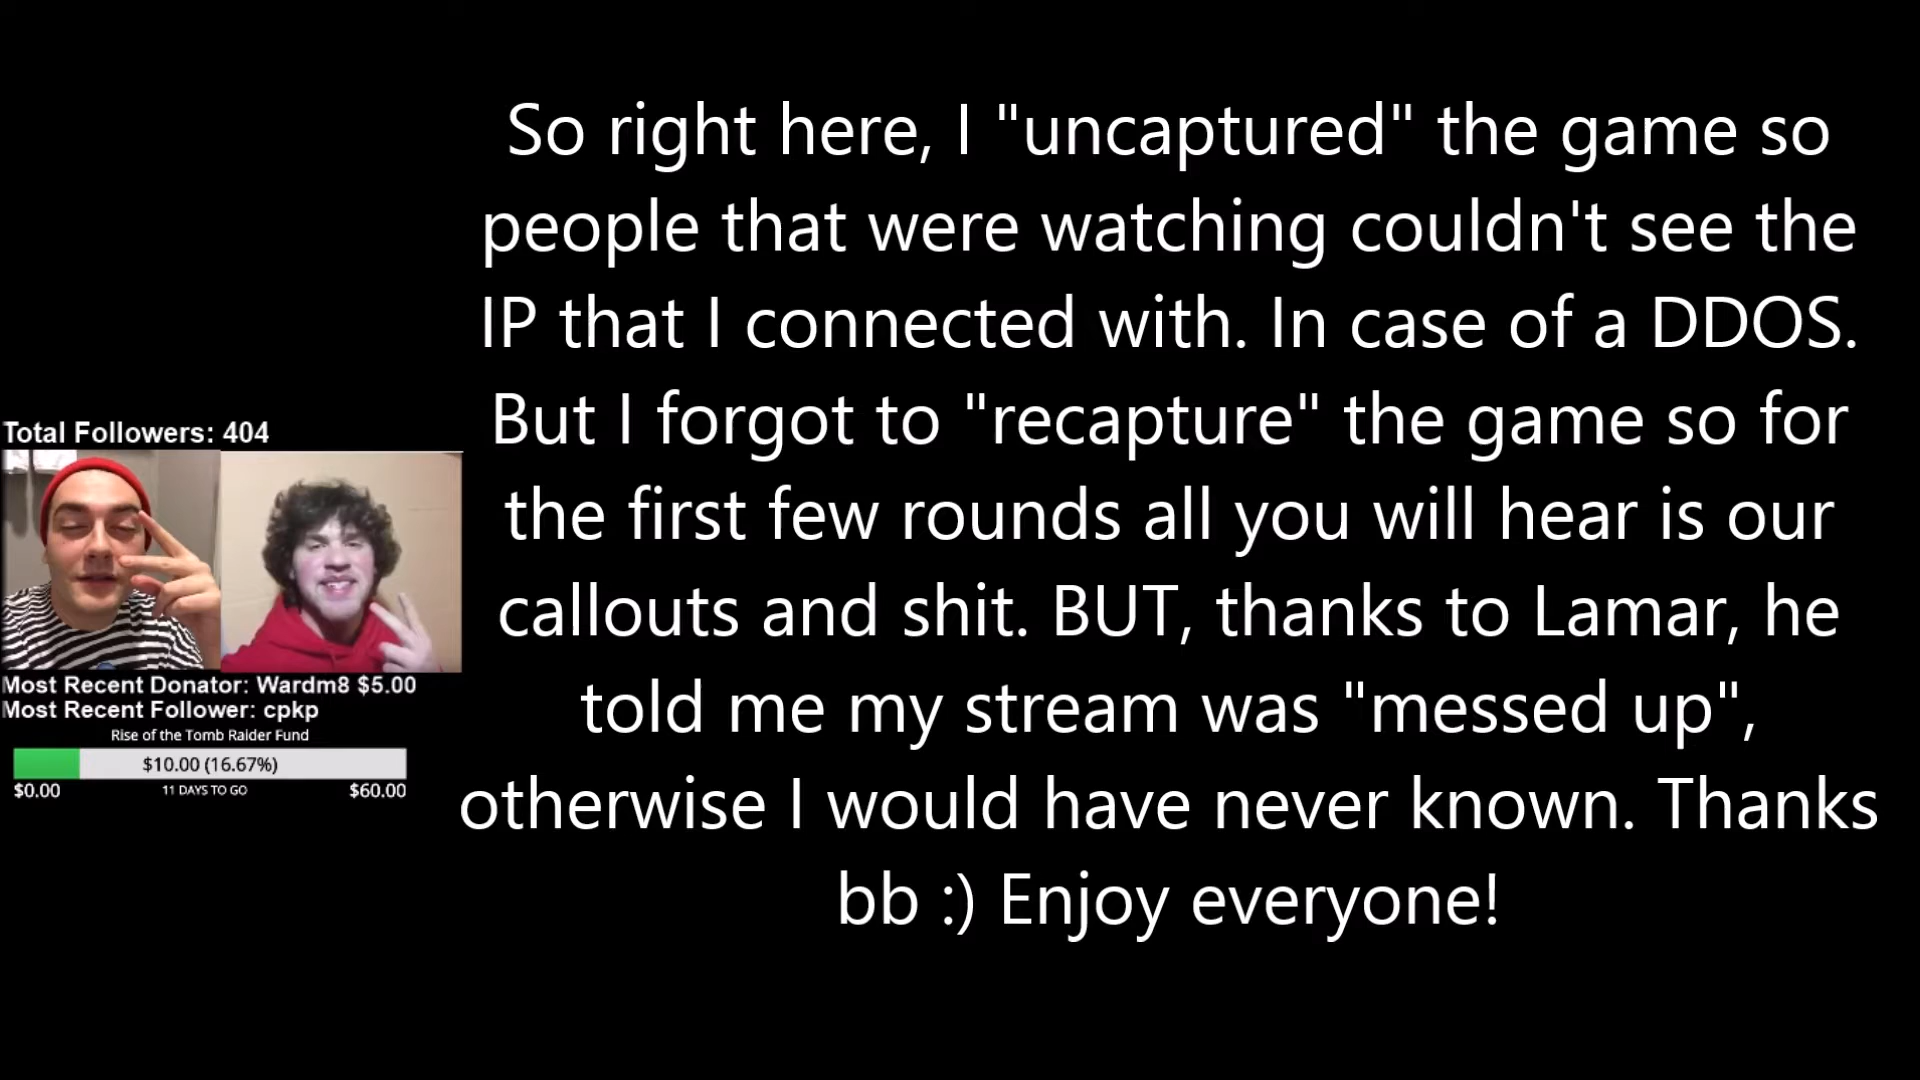 So right here, I "uncaptured" the game so
people that were watching couldn't see the
IP that I connected with. In case of a DDOS.
But I forgot to "recapture" the game so for
the first few rounds all you will hear is our
callouts and shit. BUT, thanks to Lamar, he
told me my stream was "messed up",
otherwise I would have never known. Thanks
bb :) Enjoy everyone!
Total Followers: 404
Most Recent Donator: Wardm8 $5.00
Most Recent Follower: cpkp
Rise of the Tomb Raider Fund
$10.00 (16.67%)
$0.00 11 DAYS TO GO $60.00